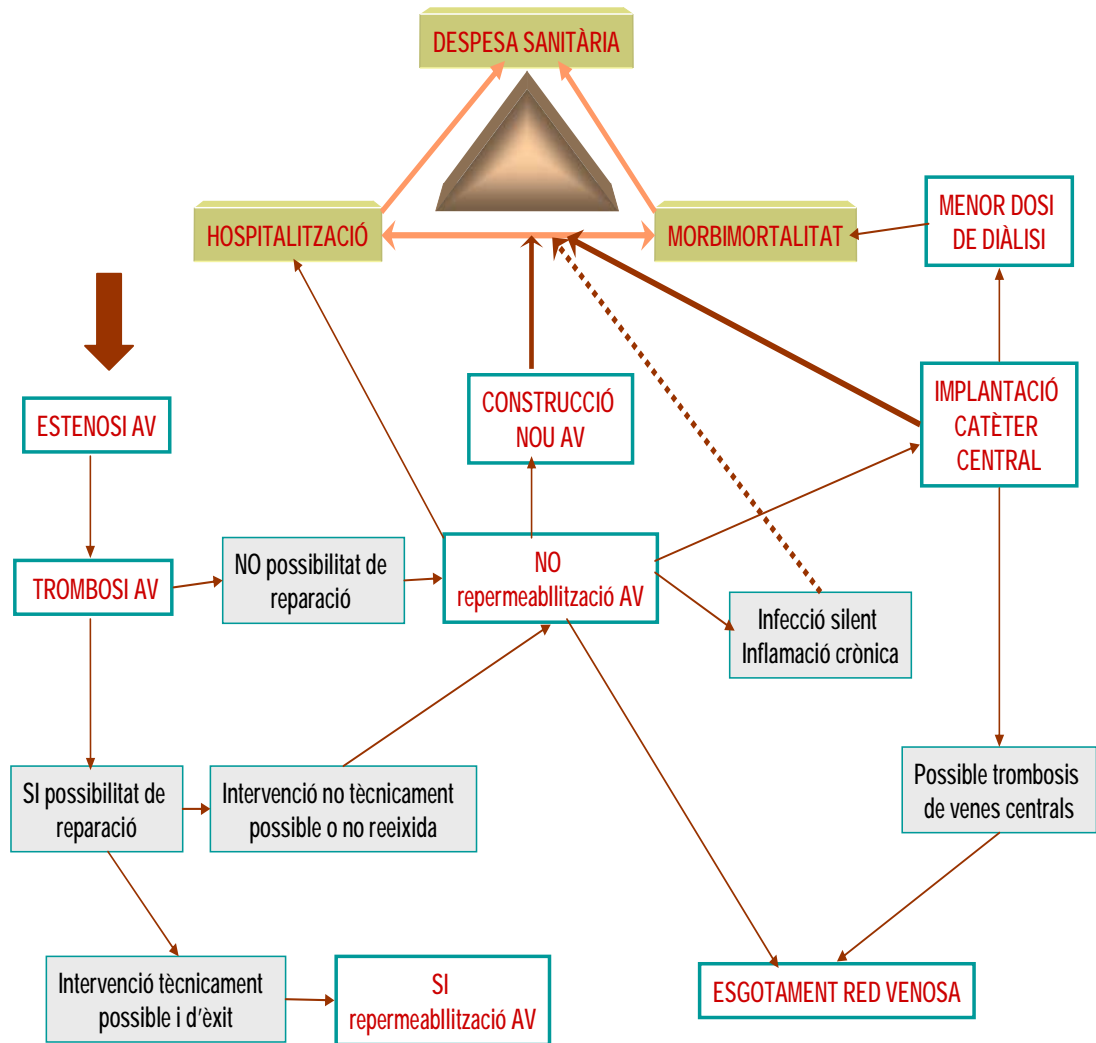 DESPESA SANITÀRIA
HOSPITALITZACIÓ
MORBIMORTALITAT
MENOR DOSI
DE DIÀLISI
ESTENOSI AV
CONSTRUCCIÓ
NOU AV
IMPLANTACIÓ
CATÈTER
CENTRAL
TROMBOSI AV
NO possibilitat de
reparació
NO
repermeabllització AV
Infecció silent
Inflamació crònica
SI possibilitat de
reparació
Intervenció no tècnicament
possible o no reeixida
Possible trombosis
de venes centrals
Intervenció tècnicament
possible i d'èxit
SI
repermeabllització AV
ESGOTAMENT RED VENOSA